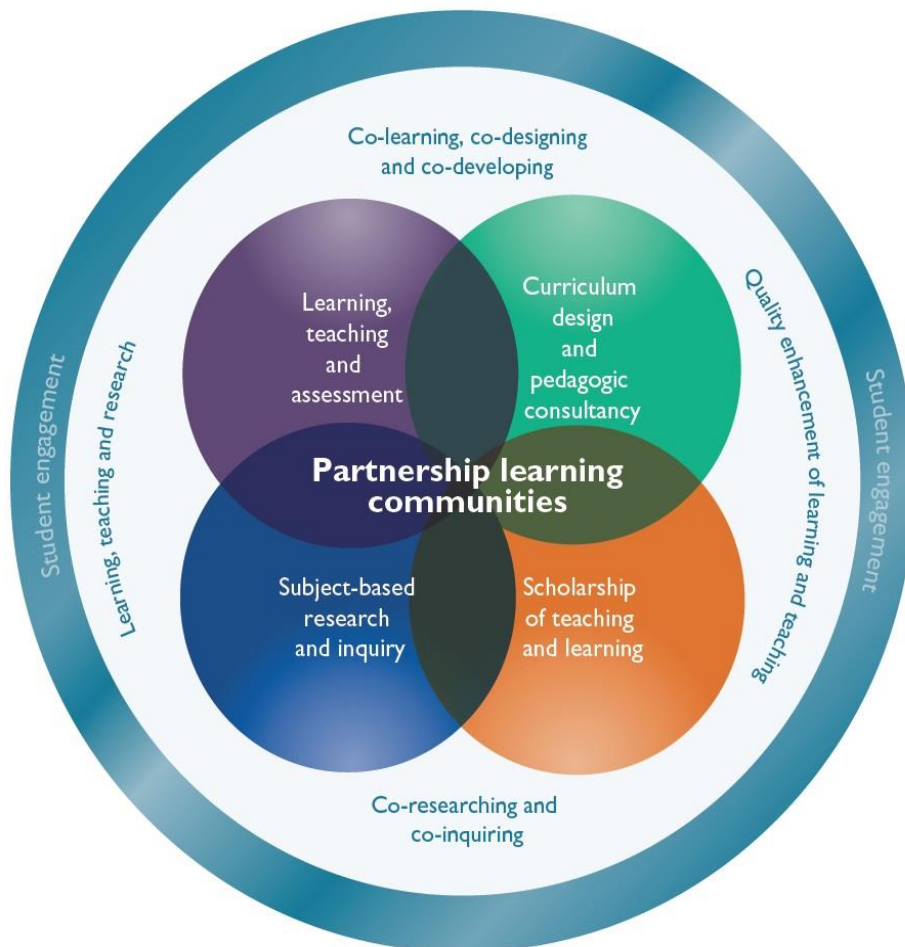 Co-learning, co-designing
and co-developing
Learning,
teaching
and
assessment
Curriculum
design
and
pedagogic
consultancy
Student engagement
Learning, teaching and research
Quality enhancement of learning and teaching
Student engagement
Partnership learning
communities
Subject-based
research
and inquiry
Scholarship
of teaching
and learning
Co-researching and
co-inquiring